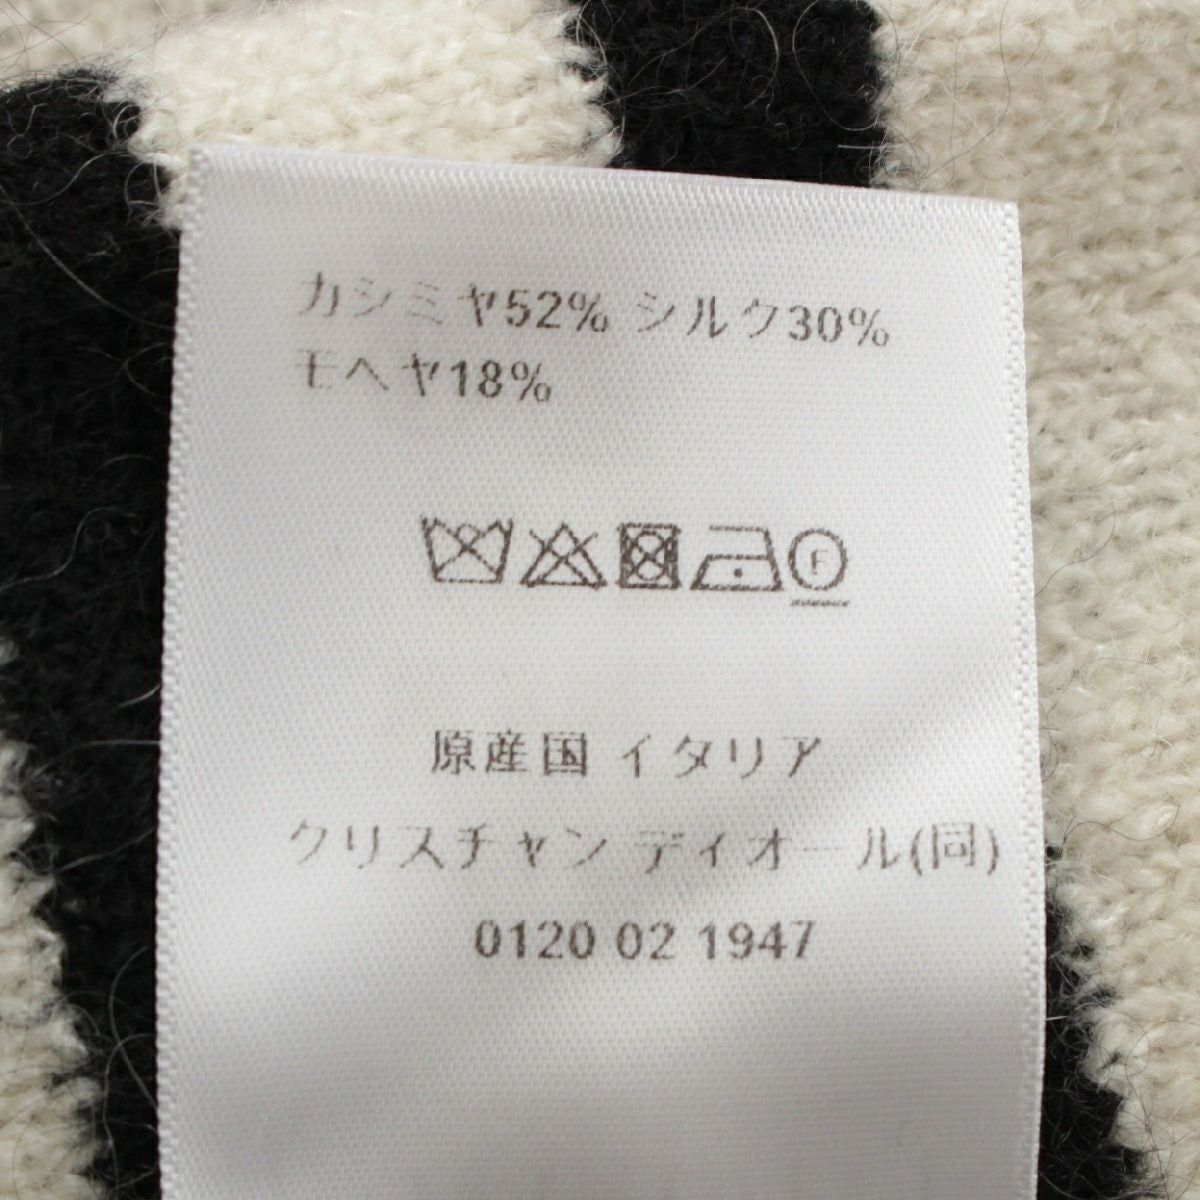 カシミヤ52% シルク30%
モヘヤ18%
F
原産国 イタリア
クリスチャン ディオール(同)
0120 02 1947